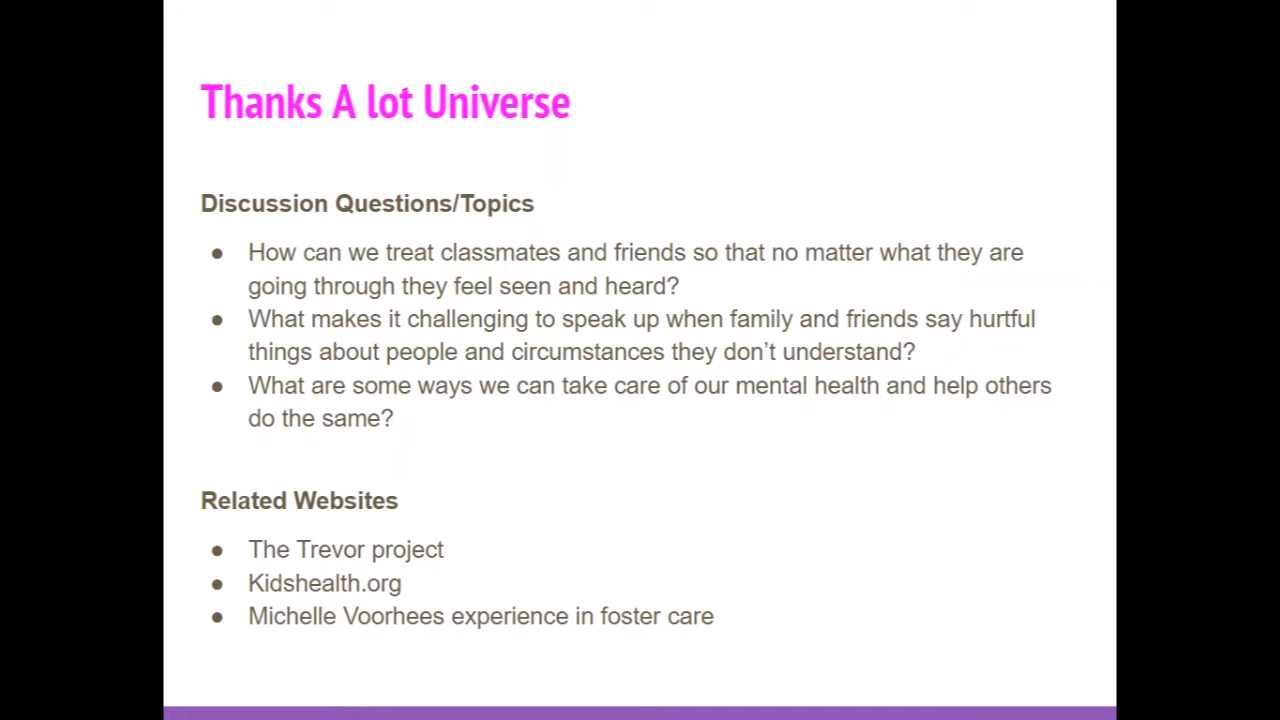 Thanks A lot Universe
Discussion Questions/Topics
● How can we treat classmates and friends so that no matter what they are
going through they feel seen and heard?
● What makes it challenging to speak up when family and friends say hurtful
things about people and circumstances they don’t understand?
● What are some ways we can take care of our mental health and help others
do the same?
Related Websites
● The Trevor project
● Kidshealth.org
● Michelle Voorhees experience in foster care